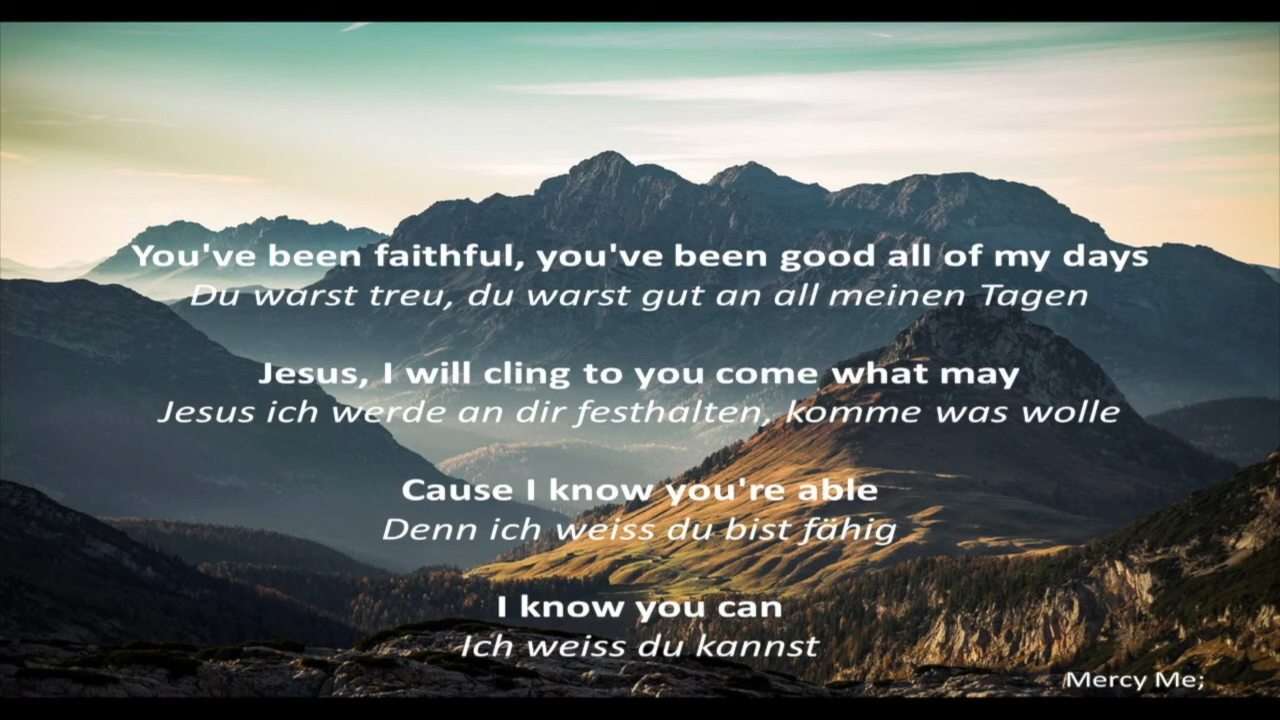 You've been faithful, you've been good all of my days
Du warst treu, du warst gut an all meinen Tagen
Jesus, I will cling to you come what may
Jesus ich werde an dir festhalten, komme was wolle
Cause I know you're able
Denn ich weiss du bist fähig
I know you can
Ich weiss du kannst
Mercy Me;